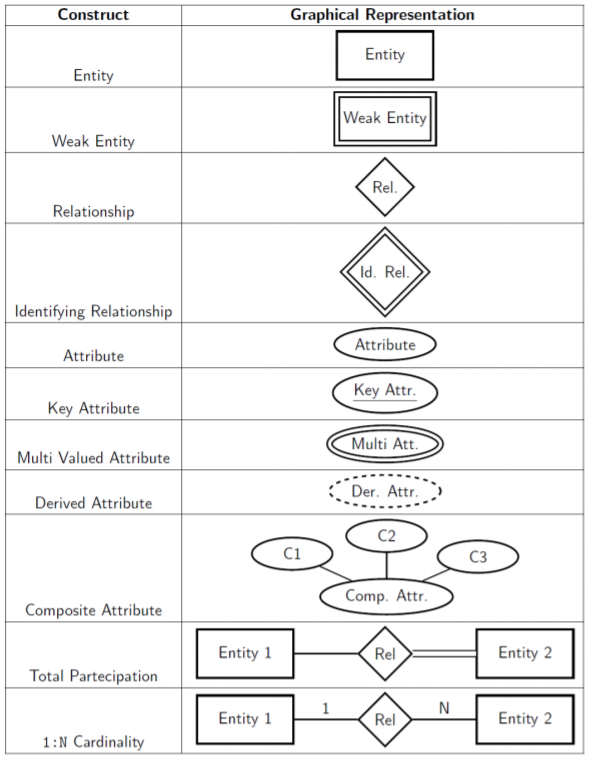 Construct Graphical Representation
Entity
Entity
Weak Entity
Weak Entity
Rel.
Relationship
Id. Rel.
Identifying Relationship
Attribute
Attribute
Key Attr.
Key Attribute
Multi Att.
Multi Valued Attribute
Der. Attr.
Derived Attribute
C1 C2 C3
Comp. Attr.
Composite Attribute
Entity 1 Rel Entity 2
Total Partecipation
1 N
Entity 1 Rel Entity 2
1:N Cardinality